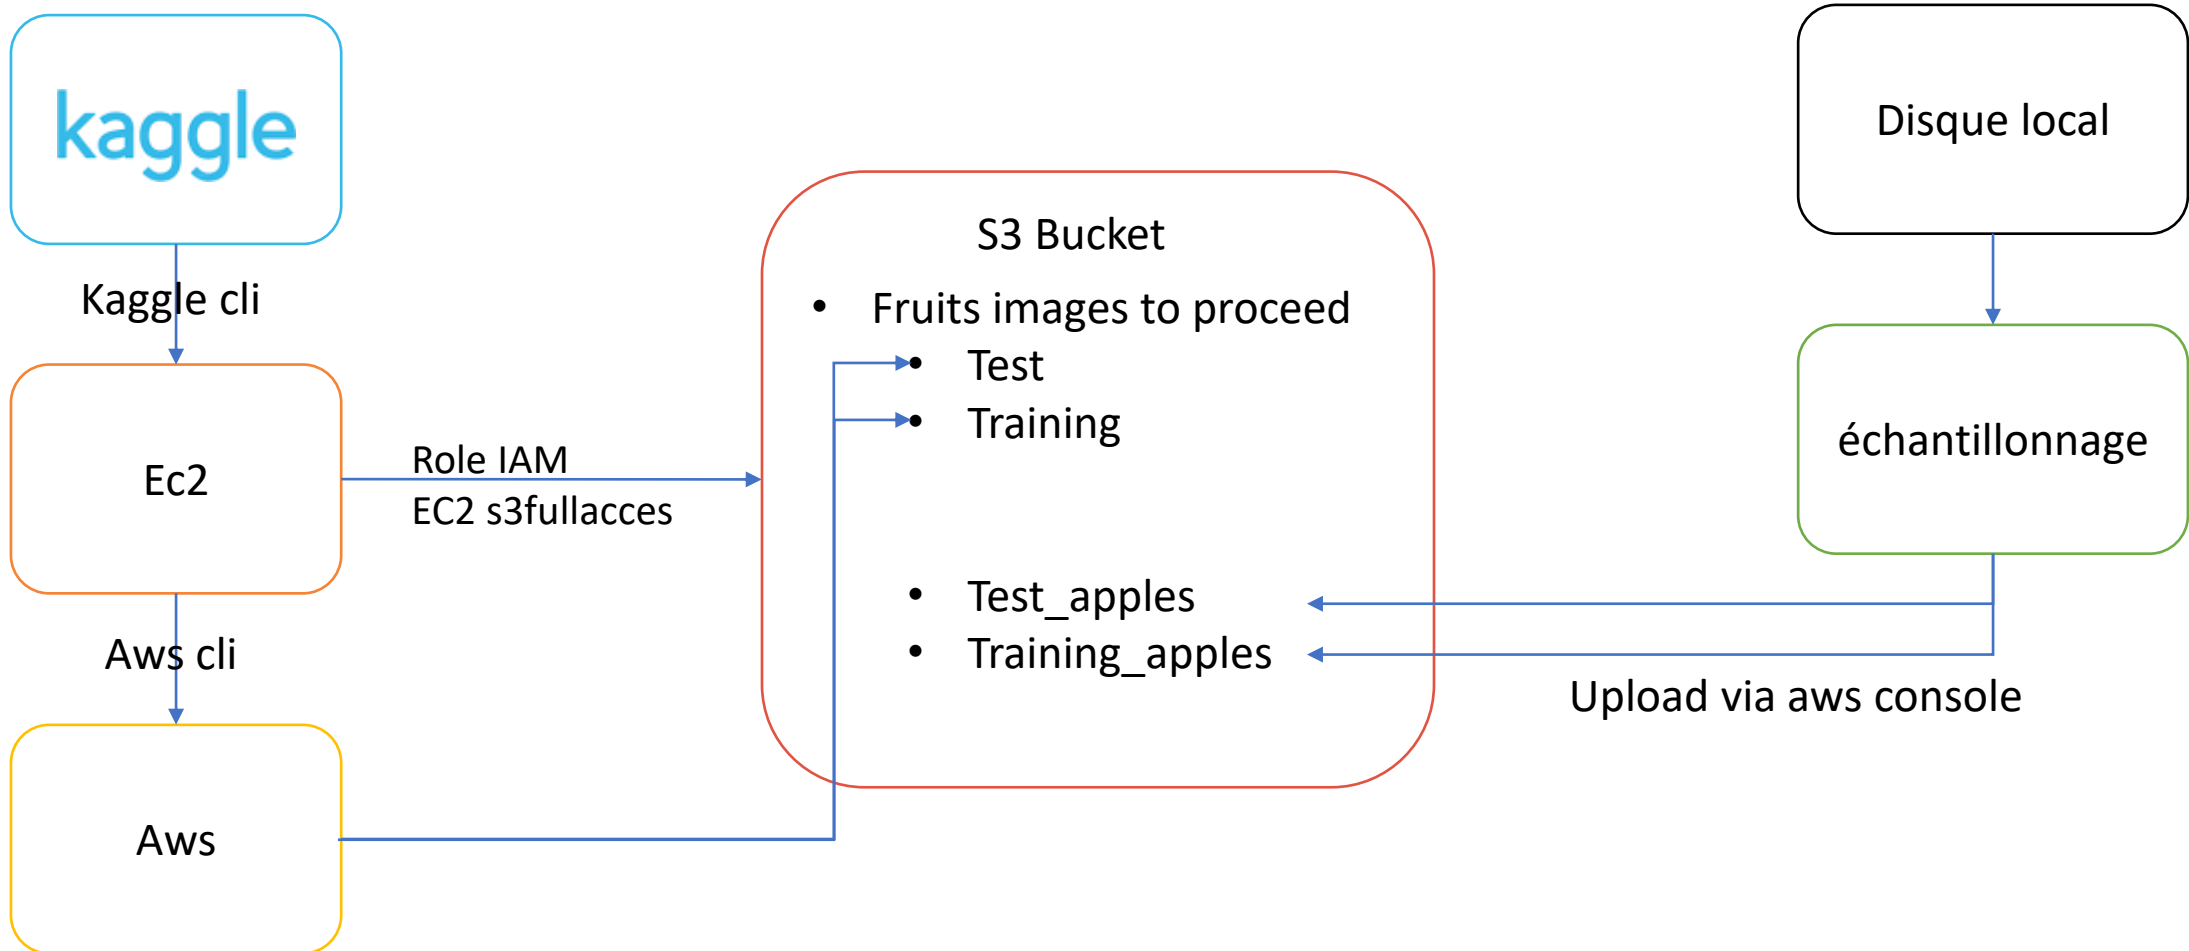 kaggle
Kaggle cli
Ec2
Role IAM
EC2 s3fullacces
Aws cli
Aws
S3 Bucket
• Fruits images to proceed
• Test
• Training
• Test_apples
• Training_apples
Disque local
échantillonnage
Upload via aws console